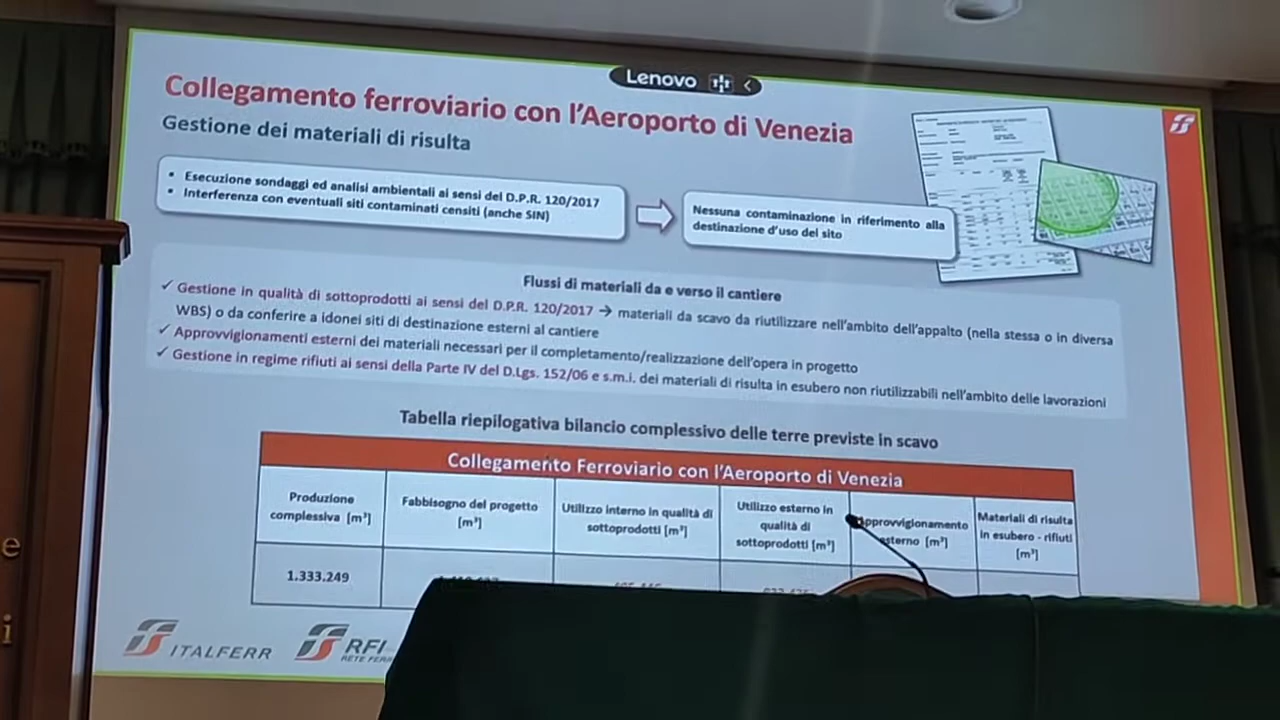 Lenovo
Collegamento ferroviario con l'Aeroporto di Venezia
Gestione dei materiali di risulta
• Esecuzione sondaggi ed analisi ambientali ai sensi del D.P.R. 120/2017
• Interferenza con eventuali siti contaminati censiti (anche SIN)
Nessuna contaminazione in riferimento alla
destinazione d'uso del sito
Flussi di materiali da e verso il cantiere
✓ Gestione in qualità di sottoprodotti ai sensi del D.P.R. 120/2017 → materiali da scavo da riutilizzare nell'ambito dell'appalto (nella stessa o in diversa
WBS) o da conferire a idonei siti di destinazione esterni al cantiere
✓ Approvvigionamenti esterni dei materiali necessari per il completamento/realizzazione dell'opera in progetto
✓ Gestione in regime rifiuti ai sensi della Parte IV del D.Lgs. 152/06 e s.m.i. dei materiali di risulta in esubero non riutilizzabili nell'ambito delle lavorazioni
Tabella riepilogativa bilancio complessivo delle terre previste in scavo
Collegamento Ferroviario con l'Aeroporto di Venezia
Produzione
complessiva [m³]
Fabbisogno del progetto
[m³]
Utilizzo interno in qualità di
sottoprodotti [m³]
Utilizzo esterno in
qualità di
sottoprodotti [m³]
pprovvigionamento
sterno [m³]
Materiali di risulta
in esubero - rifiuti
[m³]
1.333.249
ITALFERR
RFI
RETE FERR
e
i